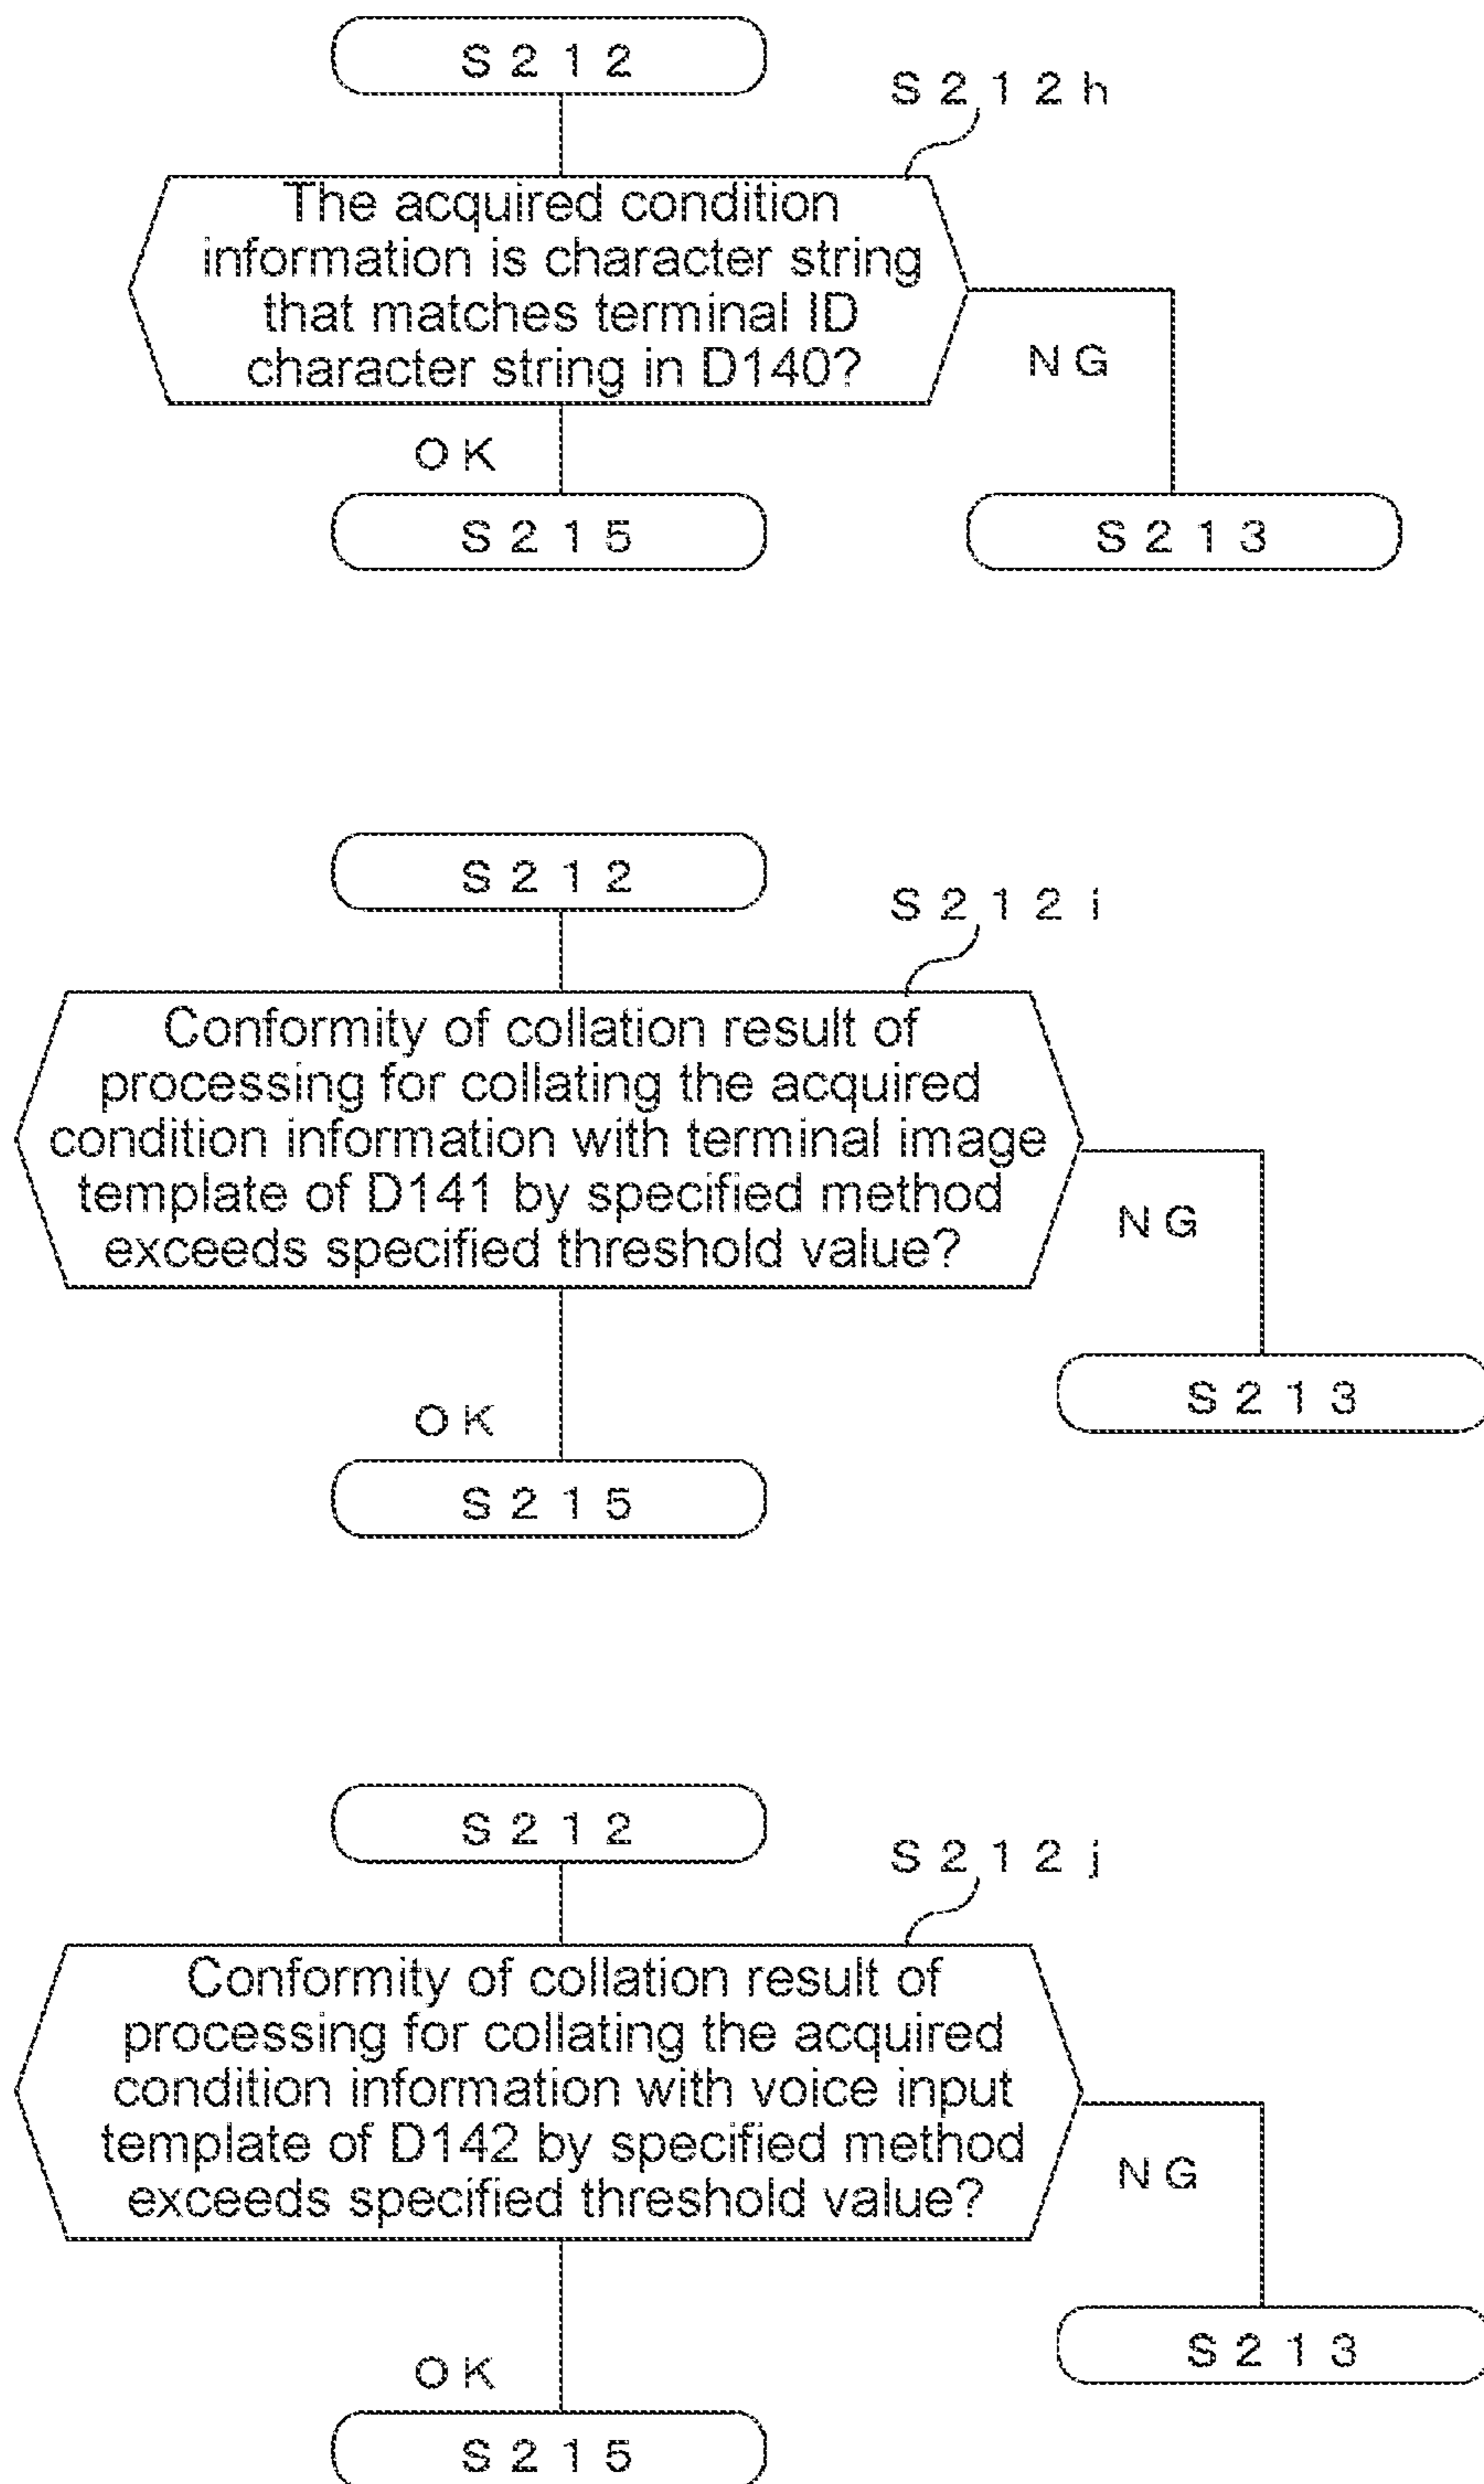 S212
S212h
The acquired condition
information is character string
that matches terminal ID
character string in D140?
NG
OK
S215
S213
S212
S212i
Conformity of collation result of
processing for collating the acquired
condition information with terminal image
template of D141 by specified method
exceeds specified threshold value?
NG
S213
OK
S215
S212
S212j
Conformity of collation result of
processing for collating the acquired
condition information with voice input
template of D142 by specified method
exceeds specified threshold value?
NG
S213
OK
S215